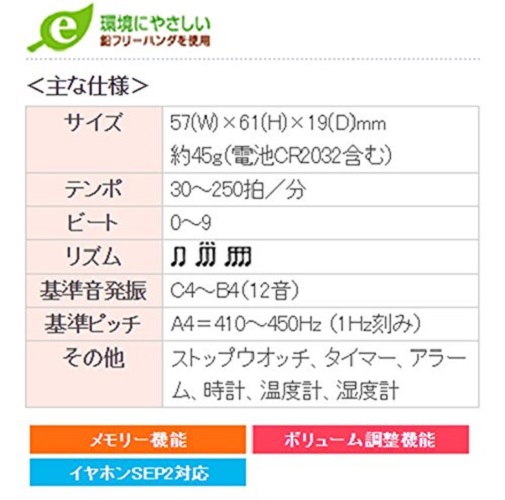 e
環境にやさしい
鉛フリーハンダを使用
＜主な仕様＞
サイズ 57(W)×61(H)×19(D)mm
約45g(電池CR2032含む)
テンポ 30～250拍／分
ビート 0～9
リズム
基準音発振 C4～B4(12音)
基準ピッチ A4＝410～450Hz (1Hz刻み)
その他 ストップウオッチ、タイマー、アラー
ム、時計、温度計、湿度計
メモリー機能 ボリューム調整機能
イヤホンSEP2対応